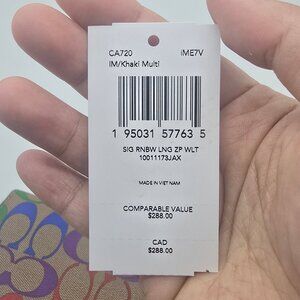 CA720 iME7V
IM/Khaki Multi
1 95031 57763 5
SIG RNBW LNG ZP WLT
10011173JAX
MADE IN VIET NAM
COMPARABLE VALUE
$288.00
CAD
$288.00